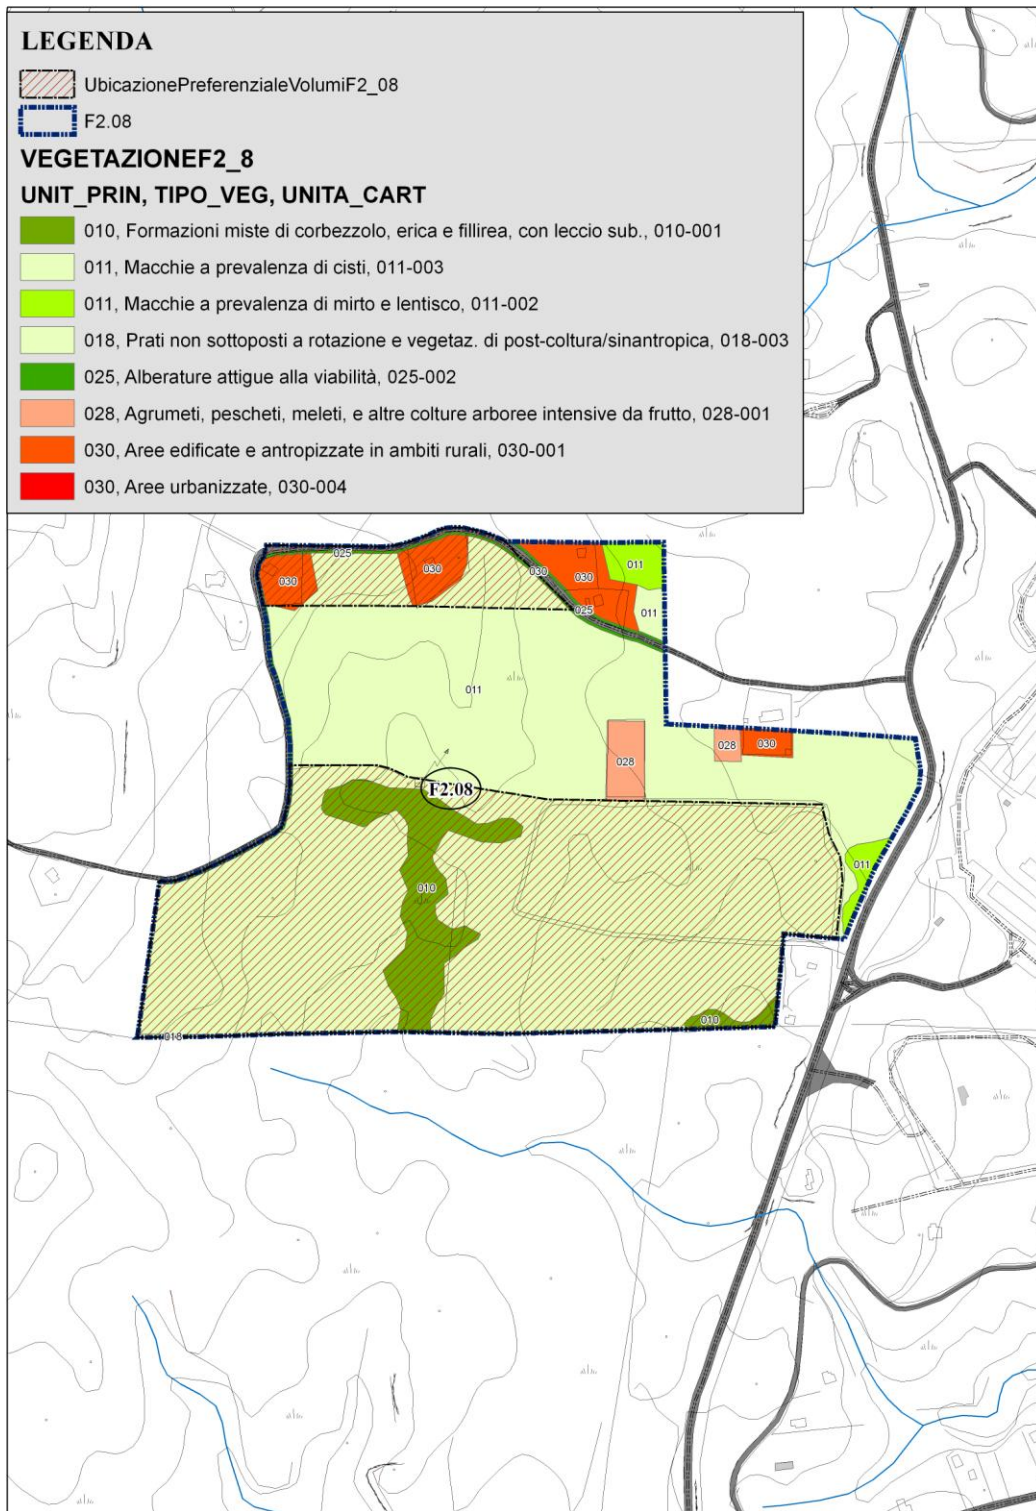 LEGENDA
UbicazionePreferenzialeVolumiF2_08
F2.08
VEGETAZIONEF2_8
UNIT_PRIN, TIPO_VEG, UNITA_CART
010, Formazioni miste di corbezzolo, erica e fillirea, con leccio sub., 010-001
011, Macchie a prevalenza di cisti, 011-003
011, Macchie a prevalenza di mirto e lentisco, 011-002
018, Prati non sottoposti a rotazione e vegetaz. di post-coltura/sinantropica, 018-003
025, Alberature attigue alla viabilità, 025-002
028, Agrumeti, pescheti, meleti, e altre colture arboree intensive da frutto, 028-001
030, Aree edificate e antropizzate in ambiti rurali, 030-001
030, Aree urbanizzate, 030-004
025
030
030
030
030
011
011
025
011
028
030
028
F2.08
011
010
010
018